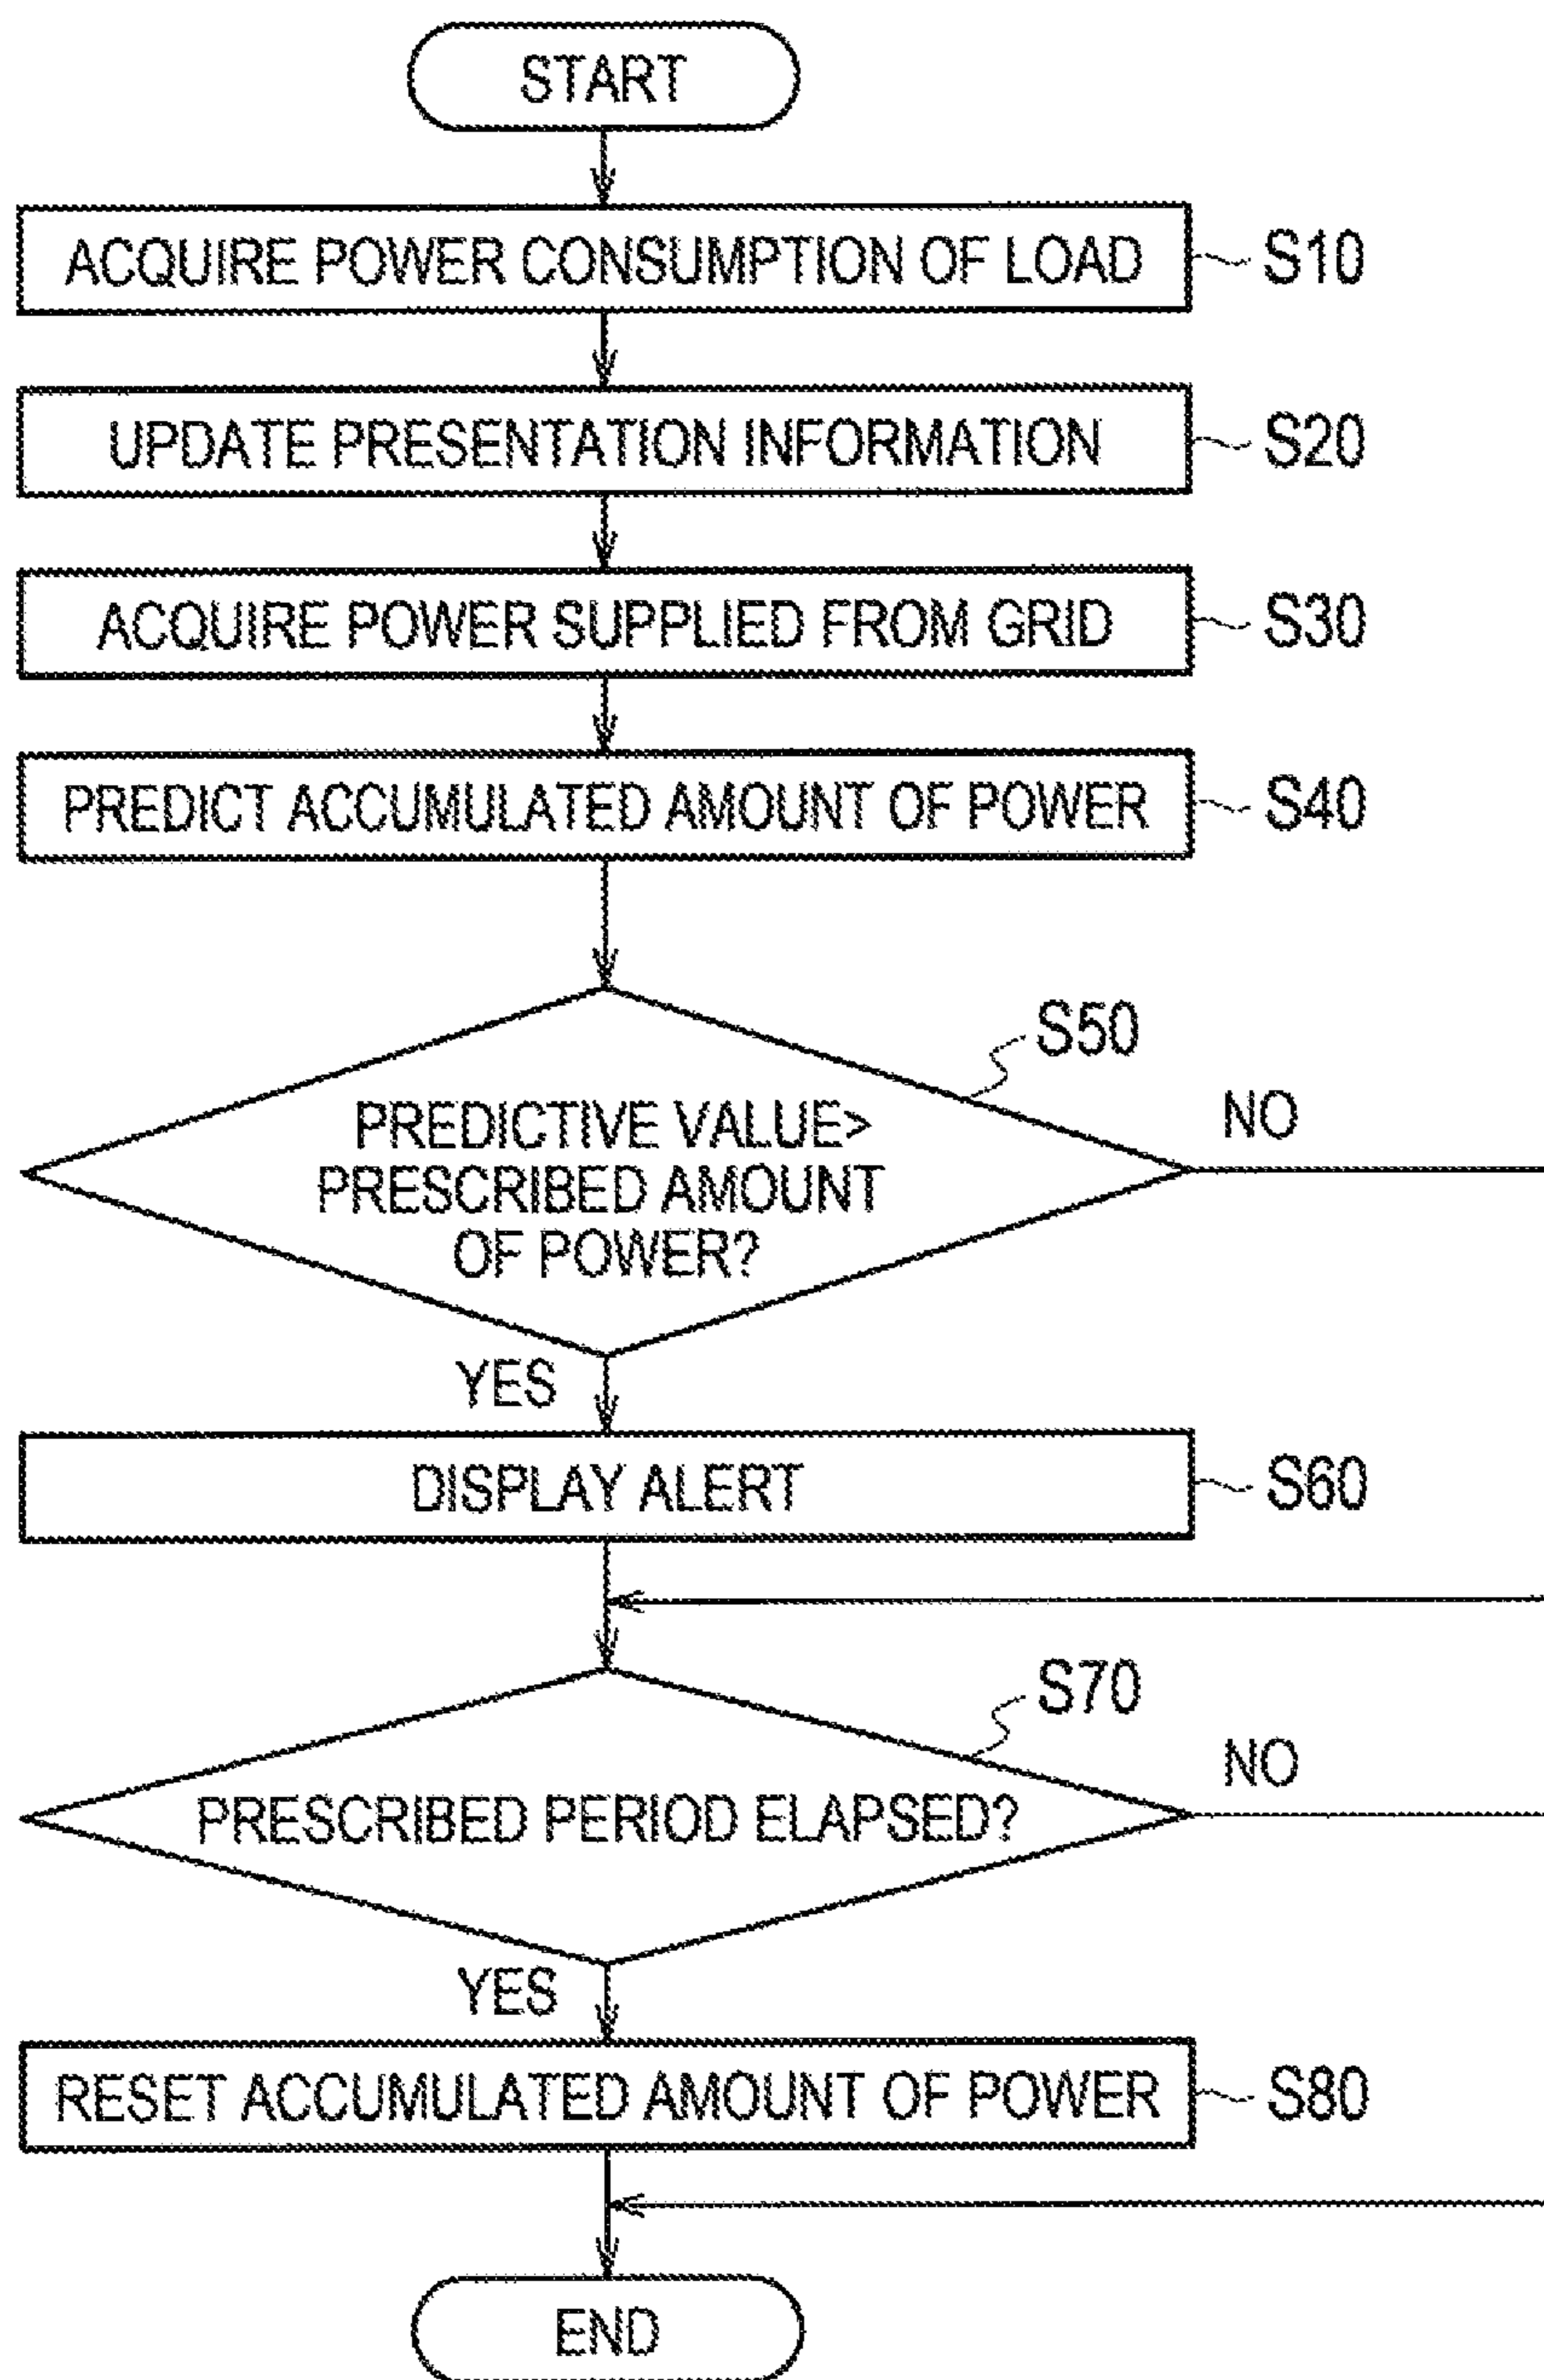 START
ACQUIRE POWER CONSUMPTION OF LOAD
S10
UPDATE PRESENTATION INFORMATION
S20
ACQUIRE POWER SUPPLIED FROM GRID
S30
PREDICT ACCUMULATED AMOUNT OF POWER
S40
S50
PREDICTIVE VALUE>
PRESCRIBED AMOUNT
OF POWER?
NO
YES
DISPLAY ALERT
S60
S70
PRESCRIBED PERIOD ELAPSED?
NO
YES
RESET ACCUMULATED AMOUNT OF POWER
S80
END